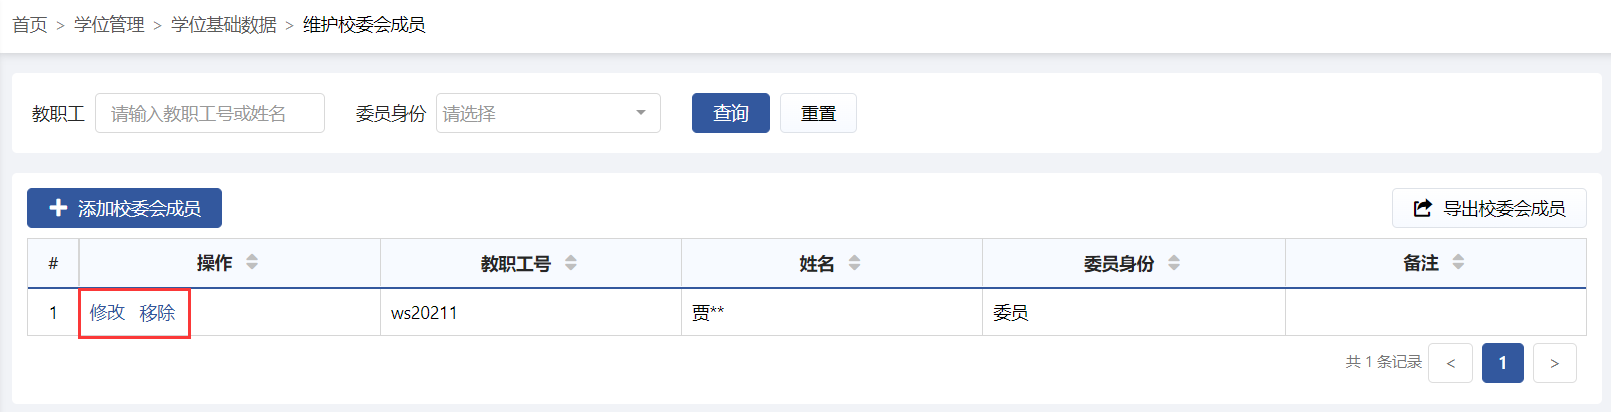 首页 > 学位管理 > 学位基础数据 > 维护校委会成员
教职工 请输入教职工号或姓名 委员身份 请选择 查询 重置
添加校委会成员 导出校委会成员
# 操作 教职工号 姓名 委员身份 备注
1 修改 移除 ws20211 贾** 委员
共 1 条记录 < 1 >